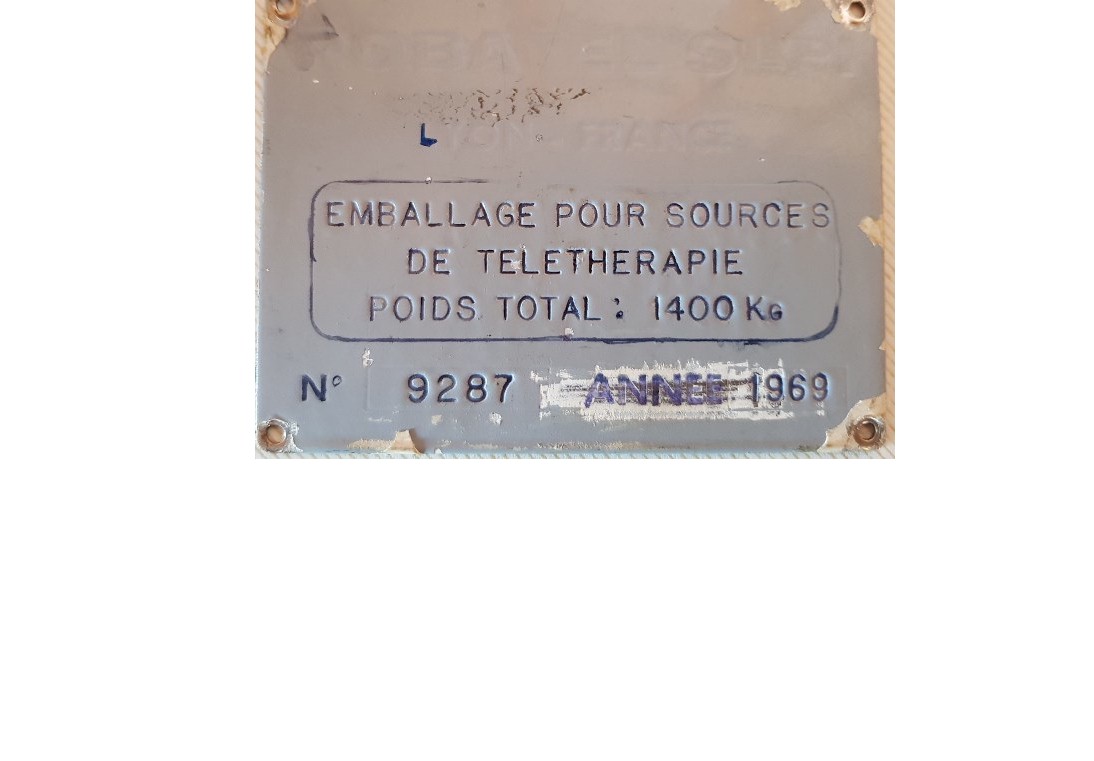 EMBALLAGE POUR SOURCES
DE TELETHERAPIE
POIDS TOTAL : 1400 KG
N° 9287 ANNEE 1969